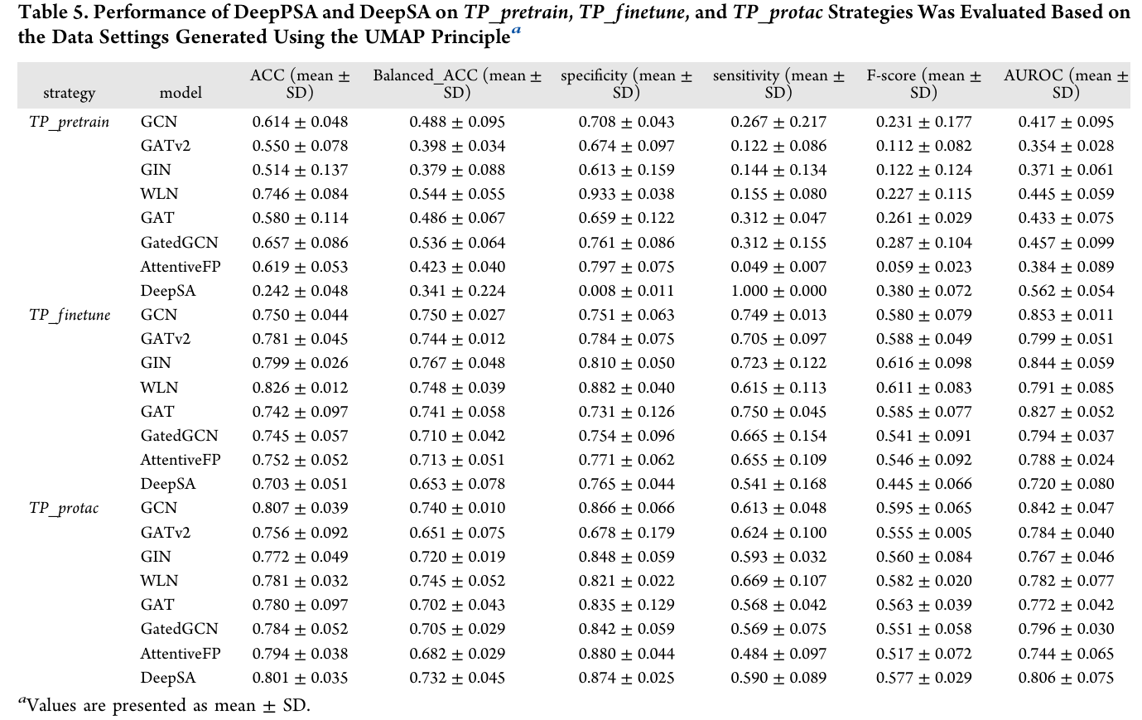 Table 5. Performance of DeepPSA and DeepSA on TP_pretrain, TP_finetune, and TP_protac Strategies Was Evaluated Based on
the Data Settings Generated Using the UMAP Principle^a
strategy model ACC (mean ± SD) Balanced_ACC (mean ± SD) specificity (mean ± SD) sensitivity (mean ± SD) F-score (mean ± SD) AUROC (mean ± SD)
TP_pretrain GCN 0.614 ± 0.048 0.488 ± 0.095 0.708 ± 0.043 0.267 ± 0.217 0.231 ± 0.177 0.417 ± 0.095
GATv2 0.550 ± 0.078 0.398 ± 0.034 0.674 ± 0.097 0.122 ± 0.086 0.112 ± 0.082 0.354 ± 0.028
GIN 0.514 ± 0.137 0.379 ± 0.088 0.613 ± 0.159 0.144 ± 0.134 0.122 ± 0.124 0.371 ± 0.061
WLN 0.746 ± 0.084 0.544 ± 0.055 0.933 ± 0.038 0.155 ± 0.080 0.227 ± 0.115 0.445 ± 0.059
GAT 0.580 ± 0.114 0.486 ± 0.067 0.659 ± 0.122 0.312 ± 0.047 0.261 ± 0.029 0.433 ± 0.075
GatedGCN 0.657 ± 0.086 0.536 ± 0.064 0.761 ± 0.086 0.312 ± 0.155 0.287 ± 0.104 0.457 ± 0.099
AttentiveFP 0.619 ± 0.053 0.423 ± 0.040 0.797 ± 0.075 0.049 ± 0.007 0.059 ± 0.023 0.384 ± 0.089
DeepSA 0.242 ± 0.048 0.341 ± 0.224 0.008 ± 0.011 1.000 ± 0.000 0.380 ± 0.072 0.562 ± 0.054
TP_finetune GCN 0.750 ± 0.044 0.750 ± 0.027 0.751 ± 0.063 0.749 ± 0.013 0.580 ± 0.079 0.853 ± 0.011
GATv2 0.781 ± 0.045 0.744 ± 0.012 0.784 ± 0.050 0.705 ± 0.097 0.588 ± 0.049 0.799 ± 0.051
GIN 0.799 ± 0.026 0.767 ± 0.048 0.810 ± 0.050 0.723 ± 0.122 0.616 ± 0.098 0.844 ± 0.059
WLN 0.826 ± 0.012 0.748 ± 0.039 0.882 ± 0.040 0.615 ± 0.113 0.611 ± 0.083 0.791 ± 0.085
GAT 0.742 ± 0.097 0.741 ± 0.058 0.731 ± 0.126 0.750 ± 0.045 0.585 ± 0.077 0.827 ± 0.052
GatedGCN 0.745 ± 0.057 0.710 ± 0.042 0.754 ± 0.096 0.665 ± 0.154 0.541 ± 0.091 0.794 ± 0.037
AttentiveFP 0.752 ± 0.052 0.713 ± 0.051 0.771 ± 0.062 0.655 ± 0.109 0.546 ± 0.092 0.788 ± 0.024
DeepSA 0.703 ± 0.051 0.653 ± 0.078 0.765 ± 0.044 0.541 ± 0.168 0.445 ± 0.066 0.720 ± 0.080
TP_protac GCN 0.807 ± 0.039 0.740 ± 0.010 0.866 ± 0.066 0.613 ± 0.048 0.595 ± 0.065 0.842 ± 0.047
GATv2 0.756 ± 0.092 0.651 ± 0.075 0.678 ± 0.179 0.624 ± 0.100 0.555 ± 0.005 0.784 ± 0.040
GIN 0.772 ± 0.049 0.720 ± 0.019 0.848 ± 0.059 0.593 ± 0.032 0.560 ± 0.084 0.767 ± 0.046
WLN 0.781 ± 0.032 0.745 ± 0.052 0.821 ± 0.022 0.669 ± 0.107 0.582 ± 0.020 0.782 ± 0.077
GAT 0.780 ± 0.097 0.702 ± 0.043 0.835 ± 0.129 0.568 ± 0.042 0.563 ± 0.039 0.772 ± 0.042
GatedGCN 0.784 ± 0.052 0.705 ± 0.029 0.842 ± 0.059 0.569 ± 0.075 0.551 ± 0.058 0.796 ± 0.030
AttentiveFP 0.794 ± 0.038 0.682 ± 0.029 0.880 ± 0.044 0.484 ± 0.097 0.517 ± 0.072 0.744 ± 0.065
DeepSA 0.801 ± 0.035 0.732 ± 0.045 0.874 ± 0.025 0.590 ± 0.089 0.577 ± 0.029 0.806 ± 0.075
^aValues are presented as mean ± SD.